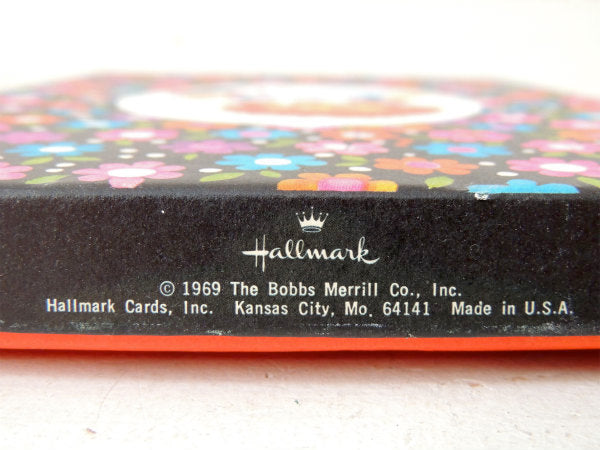 Hallmark
© 1969 The Bobbs Merrill Co., Inc.
Hallmark Cards, Inc. Kansas City, Mo. 64141 Made in U.S.A.